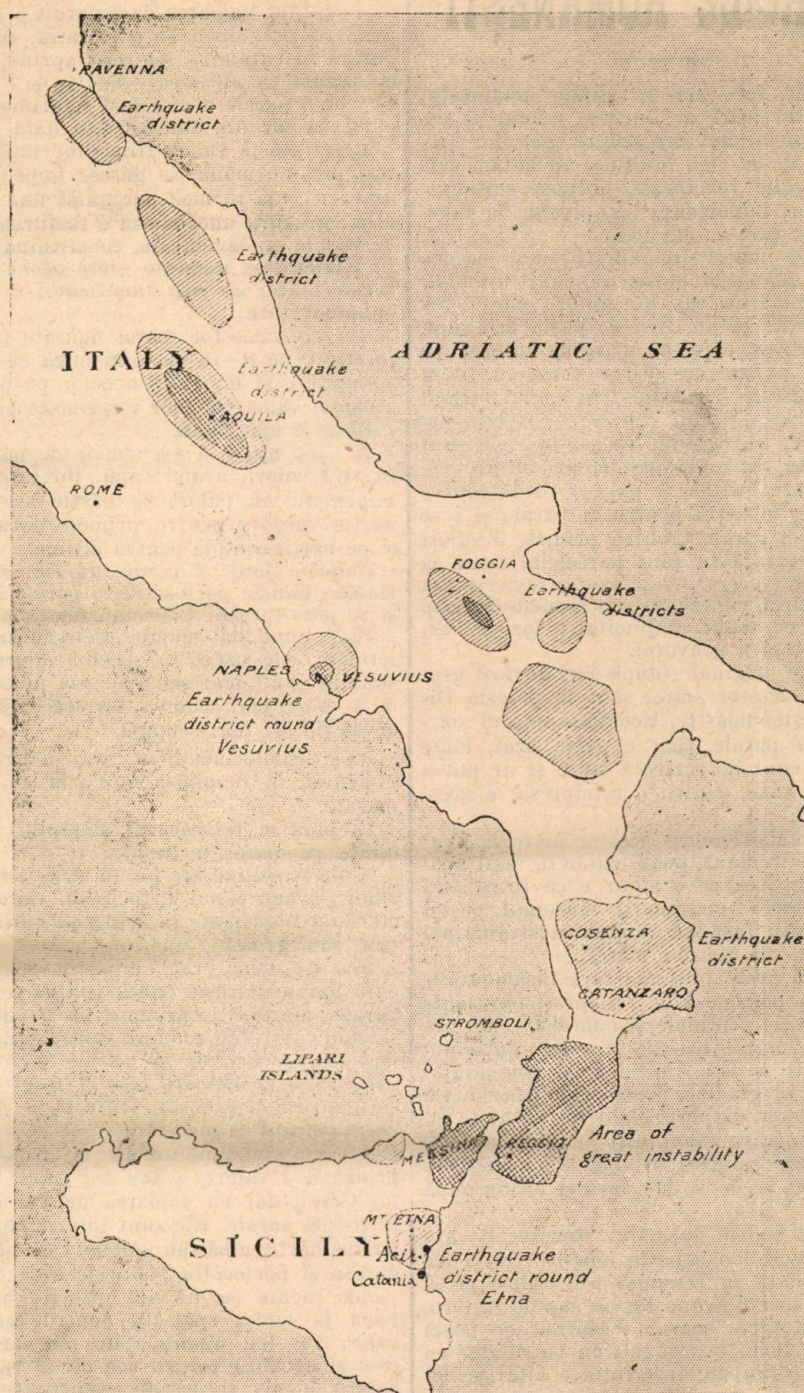 RAVENNA
Earthquake
district
Earthquake
district
ITALY
ADRIATIC SEA
Earthquake
district
AQUILA
ROME
FOGGIA
Earthquake
districts
NAPLES
VESUVIUS
Earthquake
district round
Vesuvius
COSENZA
Earthquake
district
CATANZARO
STROMBOLI
LIPARI
ISLANDS
MESSINA
REGGIO
Area of
great instability
MT ETNA
SICILY
Acir.
Catania
Earthquake
district round
Etna